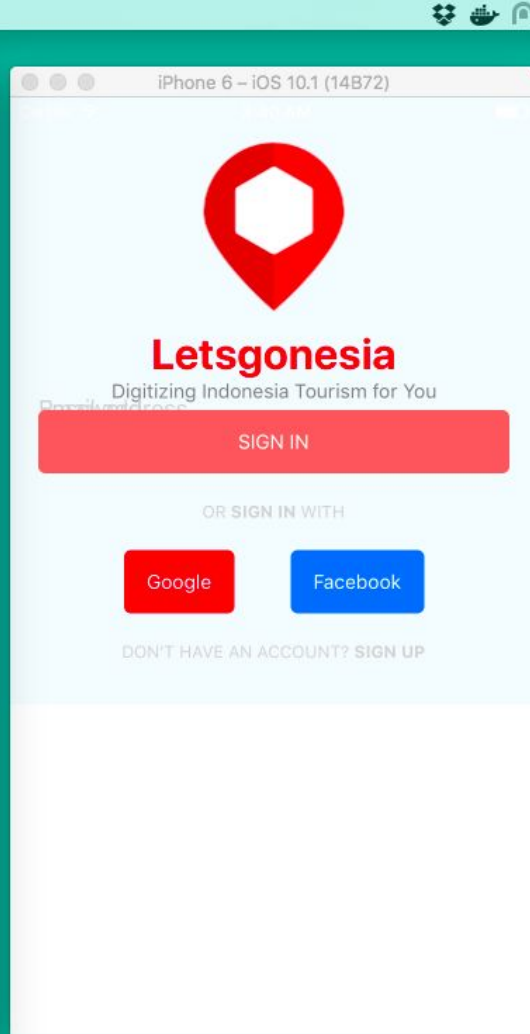 iPhone 6 – iOS 10.1 (14B72)
Letsgonesia
Digitizing Indonesia Tourism for You
SIGN IN
OR SIGN IN WITH
Google
Facebook
DON'T HAVE AN ACCOUNT? SIGN UP